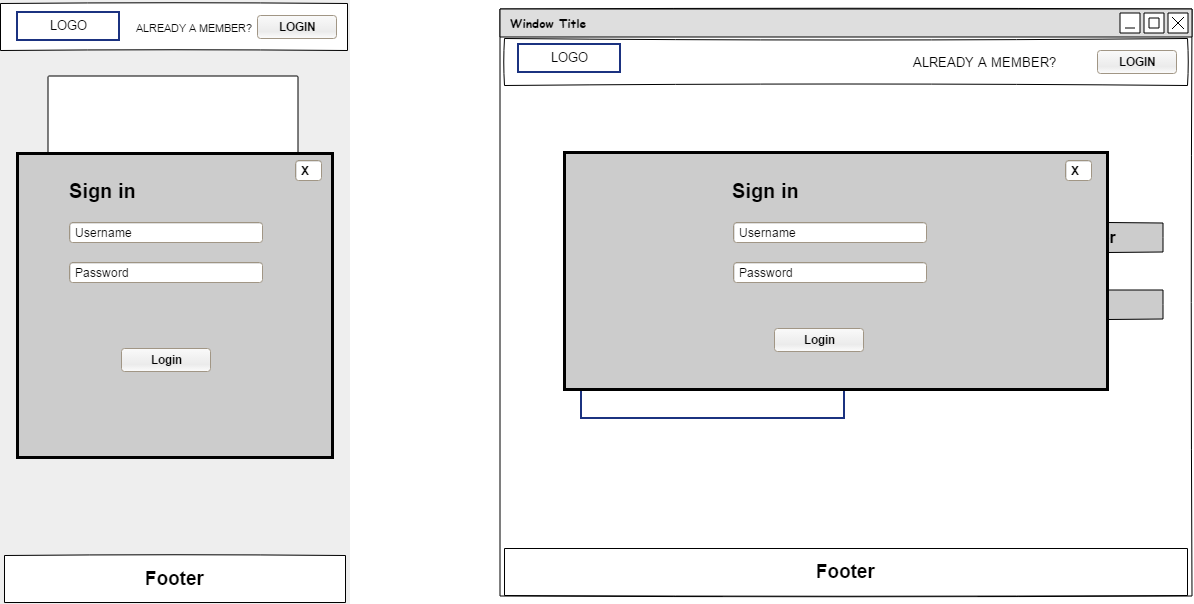 LOGO
ALREADY A MEMBER?
LOGIN
X
Sign in
Username
Password
Login
Footer
Window Title
LOGO
ALREADY A MEMBER?
LOGIN
X
Sign in
Username
Password
Login
Footer